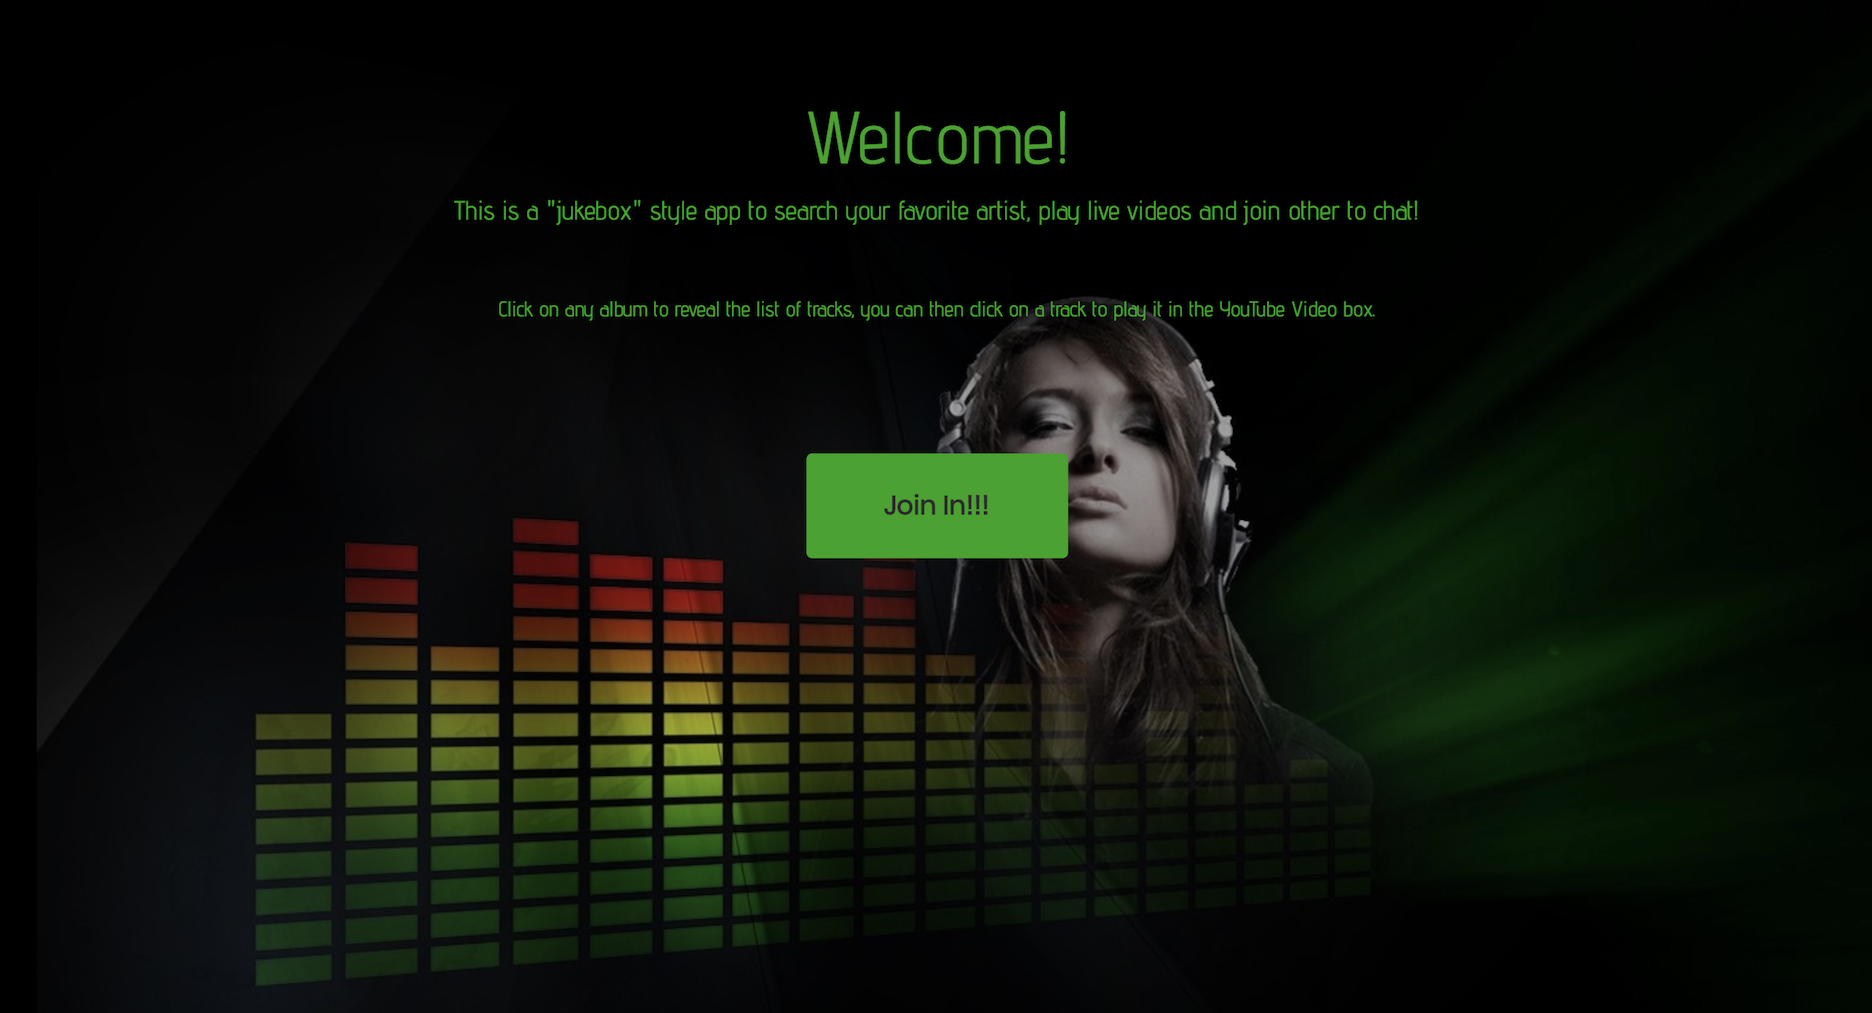 Welcome!
This is a "jukebox" style app to search your favorite artist, play live videos and join other to chat!
Click on any album to reveal the list of tracks, you can then click on a track to play it in the YouTube Video box.
Join In!!!